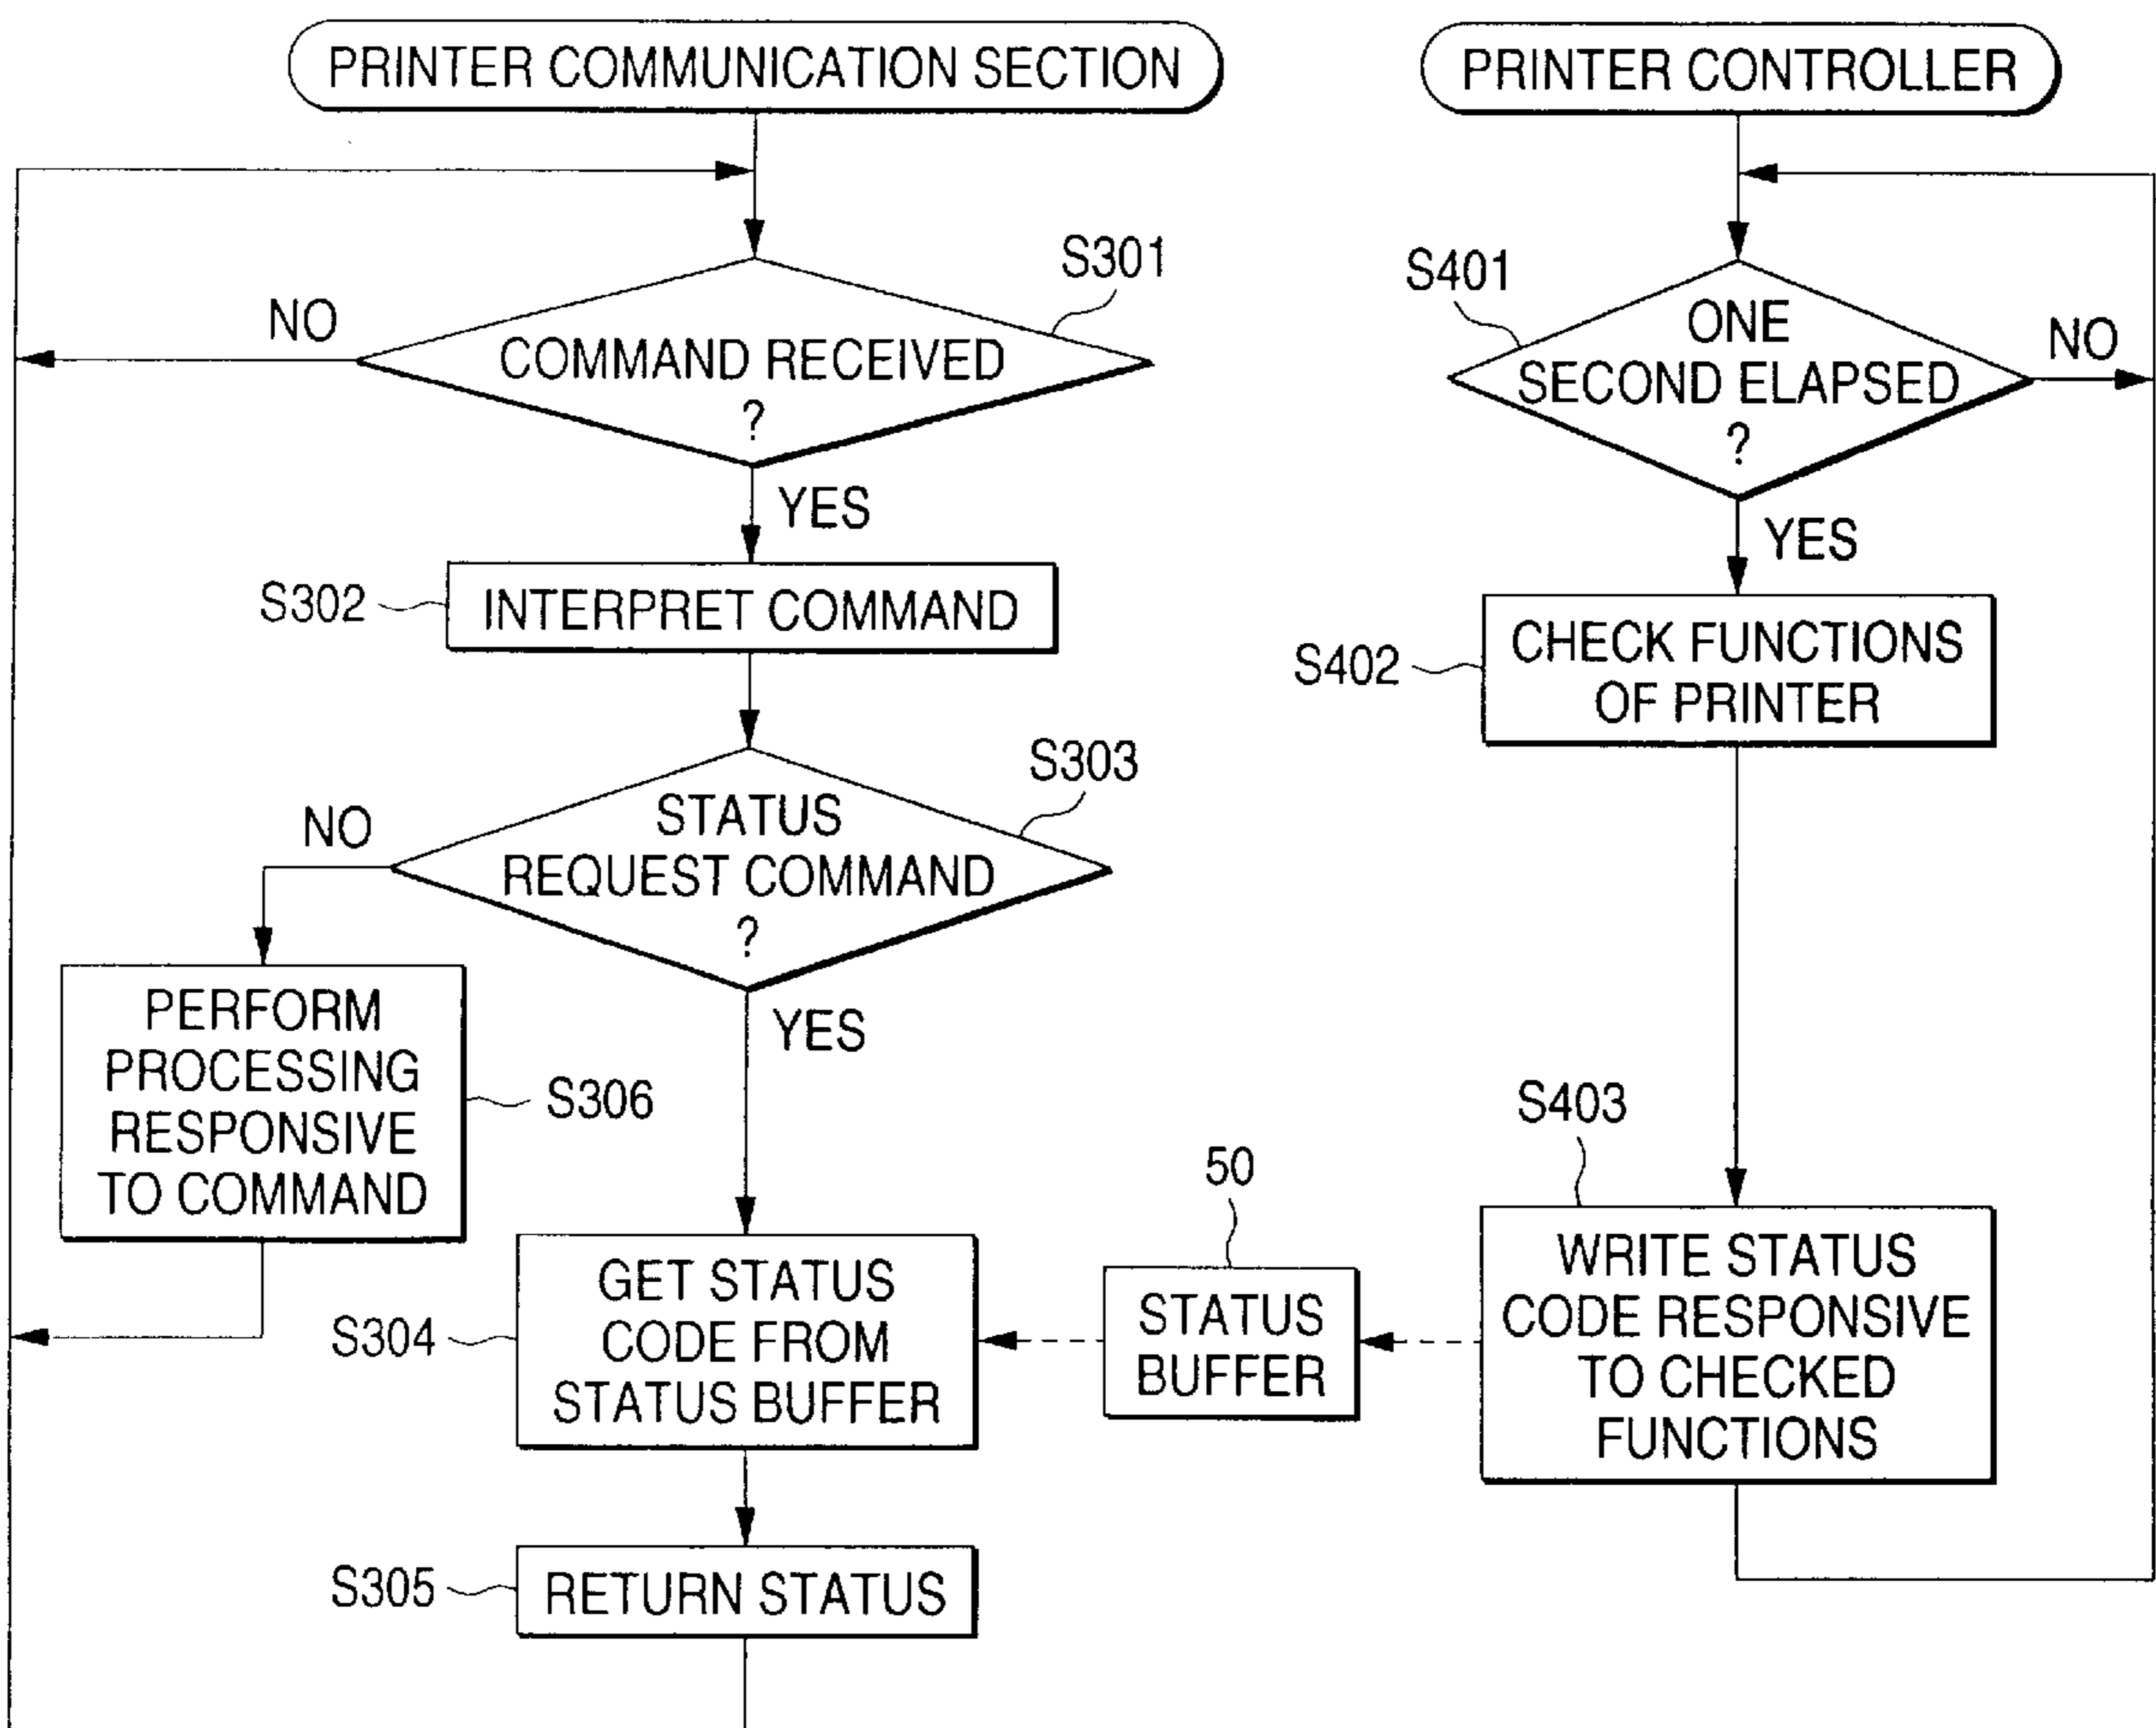 PRINTER COMMUNICATION SECTION
S301
NO
COMMAND RECEIVED
?
YES
S302
INTERPRET COMMAND
S303
NO
STATUS
REQUEST COMMAND
?
YES
PERFORM
PROCESSING
RESPONSIVE
TO COMMAND
S306
S304
GET STATUS
CODE FROM
STATUS BUFFER
S305
RETURN STATUS
50
STATUS
BUFFER
PRINTER CONTROLLER
S401
ONE
SECOND ELAPSED
?
NO
YES
S402
CHECK FUNCTIONS
OF PRINTER
S403
WRITE STATUS
CODE RESPONSIVE
TO CHECKED
FUNCTIONS